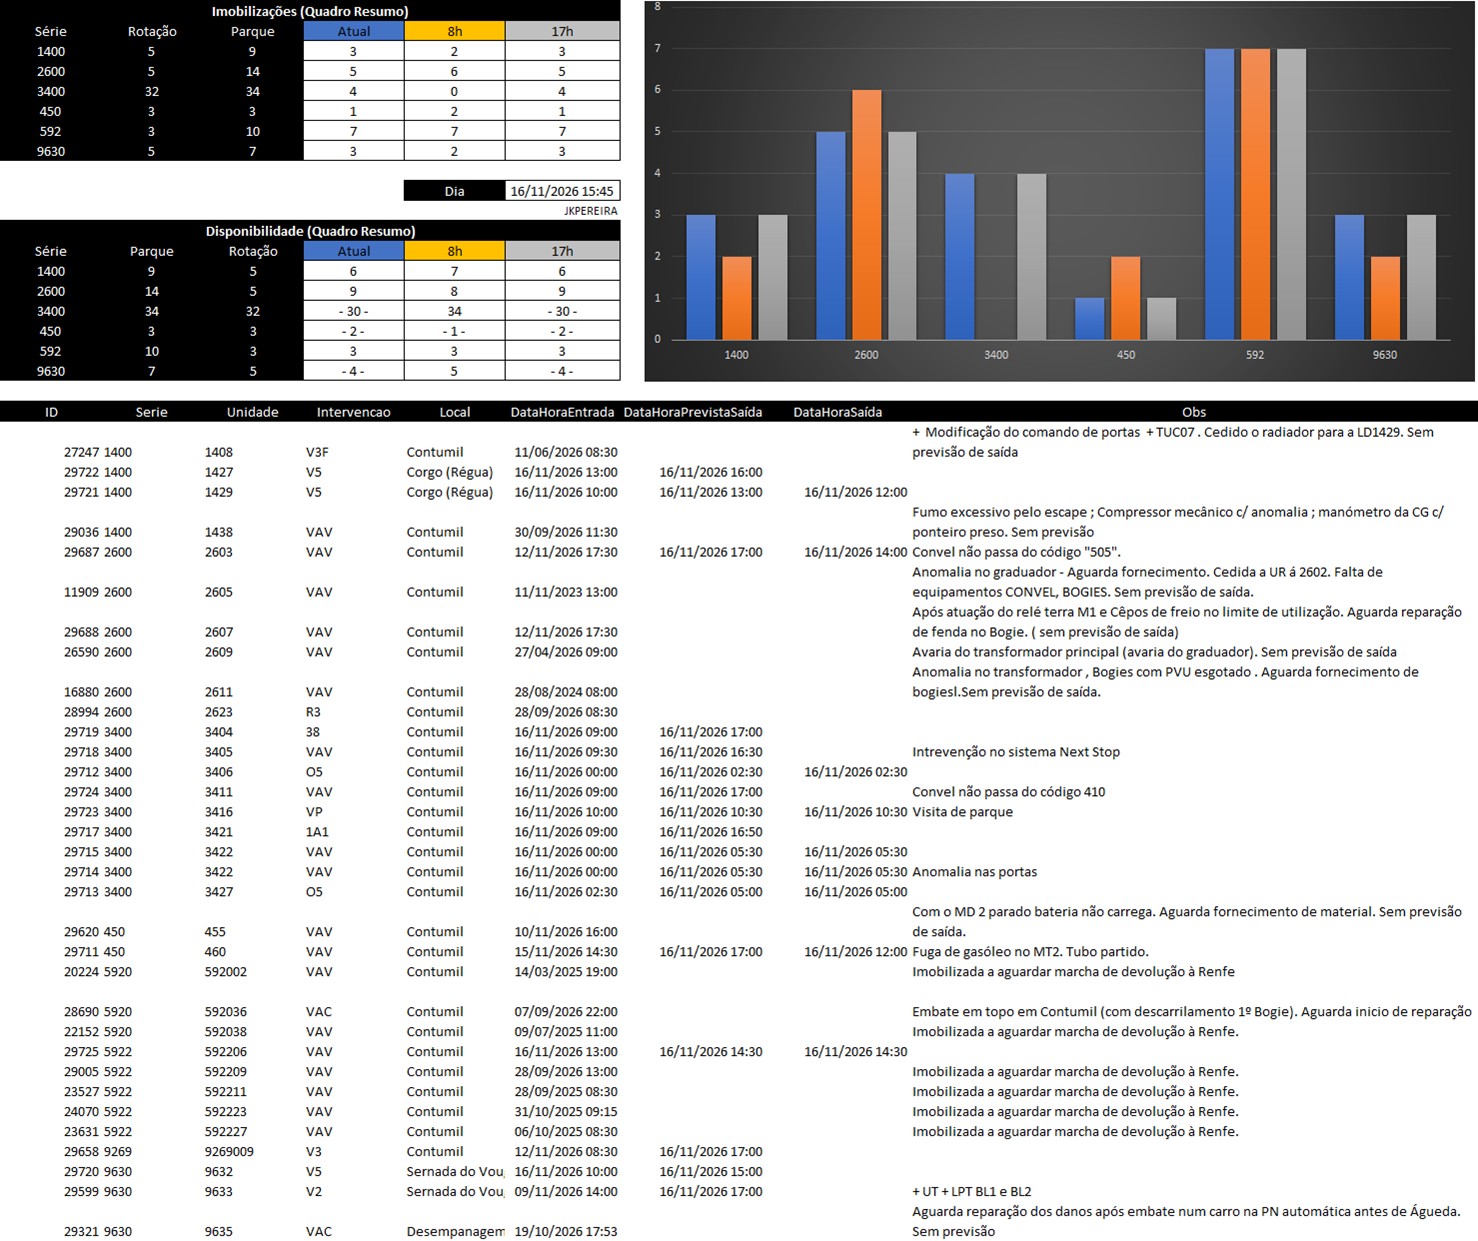 Imobilizações (Quadro Resumo)
Série Rotação Parque Atual 8h 17h
1400 5 9 3 2 3
2600 5 14 5 6 5
3400 32 34 4 0 4
450 3 3 1 2 1
592 3 10 7 7 7
9630 5 7 3 2 3
Dia 16/11/2026 15:45
JKPEREIRA
Disponibilidade (Quadro Resumo)
Série Parque Rotação Atual 8h 17h
1400 9 5 6 7 6
2600 14 5 9 8 9
3400 34 32 - 30 - 34 - 30 -
450 3 3 - 2 - - 1 - - 2 -
592 10 3 3 3 3
9630 7 5 - 4 - 5 - 4 -
8
7
6
5
4
3
2
1
0
1400 2600 3400 450 592 9630
ID Serie Unidade Intervencao Local DataHoraEntrada DataHoraPrevistaSaída DataHoraSaída Obs
+ Modificação do comando de portas + TUC07 . Cedido o radiador para a LD1429. Sem
27247 1400 1408 V3F Contumil 11/06/2026 08:30 previsão de saída
29722 1400 1427 V5 Corgo (Régua) 16/11/2026 13:00 16/11/2026 16:00
29721 1400 1429 V5 Corgo (Régua) 16/11/2026 10:00 16/11/2026 13:00 16/11/2026 12:00
Fumo excessivo pelo escape ; Compressor mecânico c/ anomalia ; manómetro da CG c/
29036 1400 1438 VAV Contumil 30/09/2026 11:30 ponteiro preso. Sem previsão
29687 2600 2603 VAV Contumil 12/11/2026 17:30 16/11/2026 17:00 16/11/2026 14:00 Convel não passa do código "505".
Anomalia no graduador - Aguarda fornecimento. Cedida a UR á 2602. Falta de
11909 2600 2605 VAV Contumil 11/11/2023 13:00 equipamentos CONVEL, BOGIES. Sem previsão de saída.
Após atuação do relé terra M1 e Cêpos de freio no limite de utilização. Aguarda reparação
29688 2600 2607 VAV Contumil 12/11/2026 17:30 de fenda no Bogie. ( sem previsão de saída)
26590 2600 2609 VAV Contumil 27/04/2026 09:00 Avaria do transformador principal (avaria do graduador). Sem previsão de saída
Anomalia no transformador , Bogies com PVU esgotado . Aguarda fornecimento de
16880 2600 2611 VAV Contumil 28/08/2024 08:00 bogiesl.Sem previsão de saída.
28994 2600 2623 R3 Contumil 28/09/2026 08:30
29719 3400 3404 38 Contumil 16/11/2026 09:00 16/11/2026 17:00
29718 3400 3405 VAV Contumil 16/11/2026 09:30 16/11/2026 16:30 Intrevenção no sistema Next Stop
29712 3400 3406 O5 Contumil 16/11/2026 00:00 16/11/2026 02:30 16/11/2026 02:30
29724 3400 3411 VAV Contumil 16/11/2026 09:00 16/11/2026 17:00 Convel não passa do código 410
29723 3400 3416 VP Contumil 16/11/2026 10:00 16/11/2026 10:30 16/11/2026 10:30 Visita de parque
29717 3400 3421 1A1 Contumil 16/11/2026 09:00 16/11/2026 16:50
29715 3400 3422 VAV Contumil 16/11/2026 00:00 16/11/2026 05:30 16/11/2026 05:30
29714 3400 3422 VAV Contumil 16/11/2026 00:00 16/11/2026 05:30 16/11/2026 05:30 Anomalia nas portas
29713 3400 3427 O5 Contumil 16/11/2026 02:30 16/11/2026 05:00 16/11/2026 05:00
Com o MD 2 parado bateria não carrega. Aguarda fornecimento de material. Sem previsão
29620 450 455 VAV Contumil 10/11/2026 16:00 de saída.
29711 450 460 VAV Contumil 15/11/2026 14:30 16/11/2026 17:00 16/11/2026 12:00 Fuga de gasóleo no MT2. Tubo partido.
20224 5920 592002 VAV Contumil 14/03/2025 19:00 Imobilizada a aguardar marcha de devolução à Renfe
28690 5920 592036 VAC Contumil 07/09/2026 22:00 Embate em topo em Contumil (com descarrilamento 1º Bogie). Aguarda inicio de reparação
22152 5920 592038 VAV Contumil 09/07/2025 11:00 Imobilizada a aguardar marcha de devolução à Renfe.
29725 5922 592206 VAV Contumil 16/11/2026 13:00 16/11/2026 14:30 16/11/2026 14:30
29005 5922 592209 VAV Contumil 28/09/2026 13:00 Imobilizada a aguardar marcha de devolução à Renfe.
23527 5922 592211 VAV Contumil 28/09/2025 08:30 Imobilizada a aguardar marcha de devolução à Renfe.
24070 5922 592223 VAV Contumil 31/10/2025 09:15 Imobilizada a aguardar marcha de devolução à Renfe.
23631 5922 592227 VAV Contumil 06/10/2025 08:30 Imobilizada a aguardar marcha de devolução à Renfe.
29658 9269 9269009 V3 Contumil 12/11/2026 08:30 16/11/2026 17:00
29720 9630 9632 V5 Sernada do Vou 16/11/2026 10:00 16/11/2026 15:00
29599 9630 9633 V2 Sernada do Vou 09/11/2026 14:00 16/11/2026 17:00 + UT + LPT BL1 e BL2
Aguarda reparação dos danos após embate num carro na PN automática antes de Águeda.
29321 9630 9635 VAC Desempanagem 19/10/2026 17:53 Sem previsão